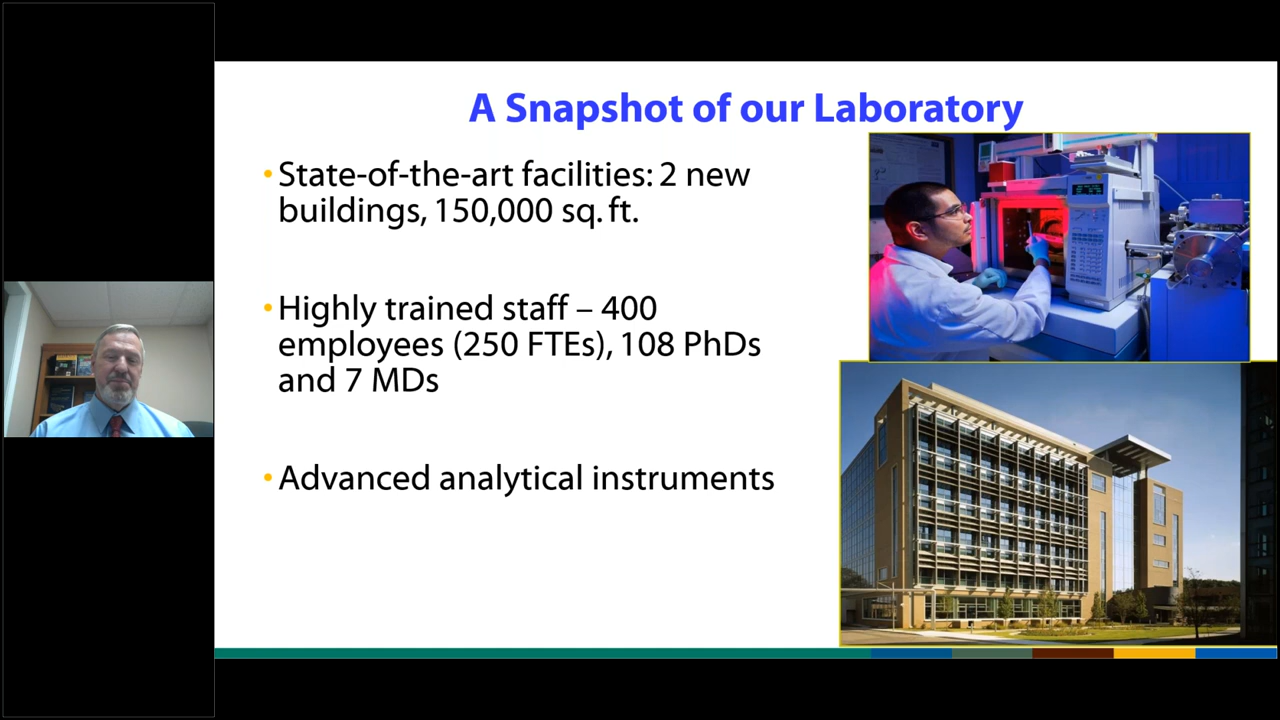 A Snapshot of our Laboratory
•State-of-the-art facilities: 2 new
buildings, 150,000 sq. ft.
•Highly trained staff – 400
employees (250 FTEs), 108 PhDs
and 7 MDs
•Advanced analytical instruments